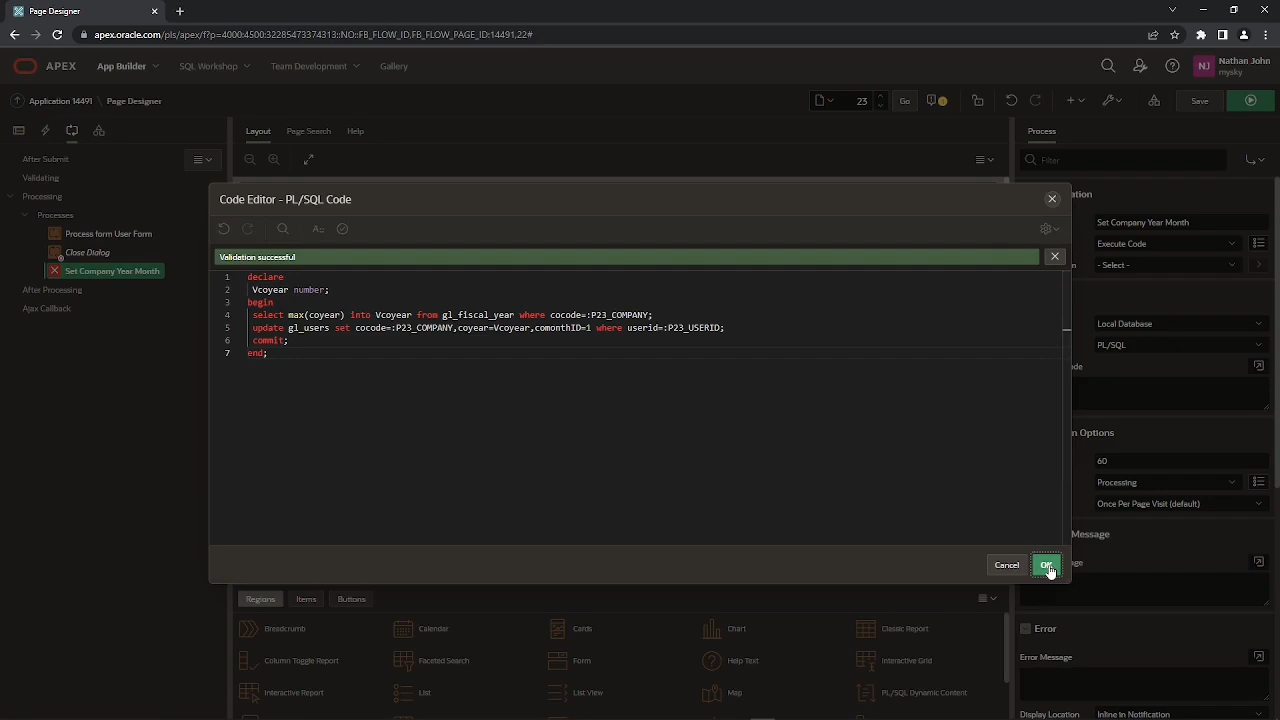 Page Designer
apex.oracle.com/pls/apex/f?p=4000:4500:32285473374313::NO::FB_FLOW_ID,FB_FLOW_PAGE_ID:14491,22#
APEX App Builder SQL Workshop Team Development Gallery
NJ Nathan John
mysky
Application 14491 Page Designer
23 Go Save
Layout Page Search Help
Process
After Submit
Validating
Processing
Processes
Process form User Form
Close Dialog
Set Company Year Month
After Processing
Ajax Callback
Filter
Code Editor - PL/SQL Code
Validation successful
1 declare
2 Vcoyear number;
3 begin
4 select max(coyear) into Vcoyear from gl_fiscal_year where cocode=:P23_COMPANY;
5 update gl_users set cocode=:P23_COMPANY,coyear=Vcoyear,comonthID=1 where userid=:P23_USERID;
6 commit;
7 end;
Cancel
Set Company Year Month
Execute Code
- Select -
Local Database
PL/SQL
60
Processing
Once Per Page Visit (default)
Message
Error
Error Message
Display Location Inline in Notification
Regions Items Buttons
Breadcrumb Calendar Cards Chart Classic Report
Column Toggle Report Faceted Search Form Help Text Interactive Grid
Interactive Report List List View Map PL/SQL Dynamic Content